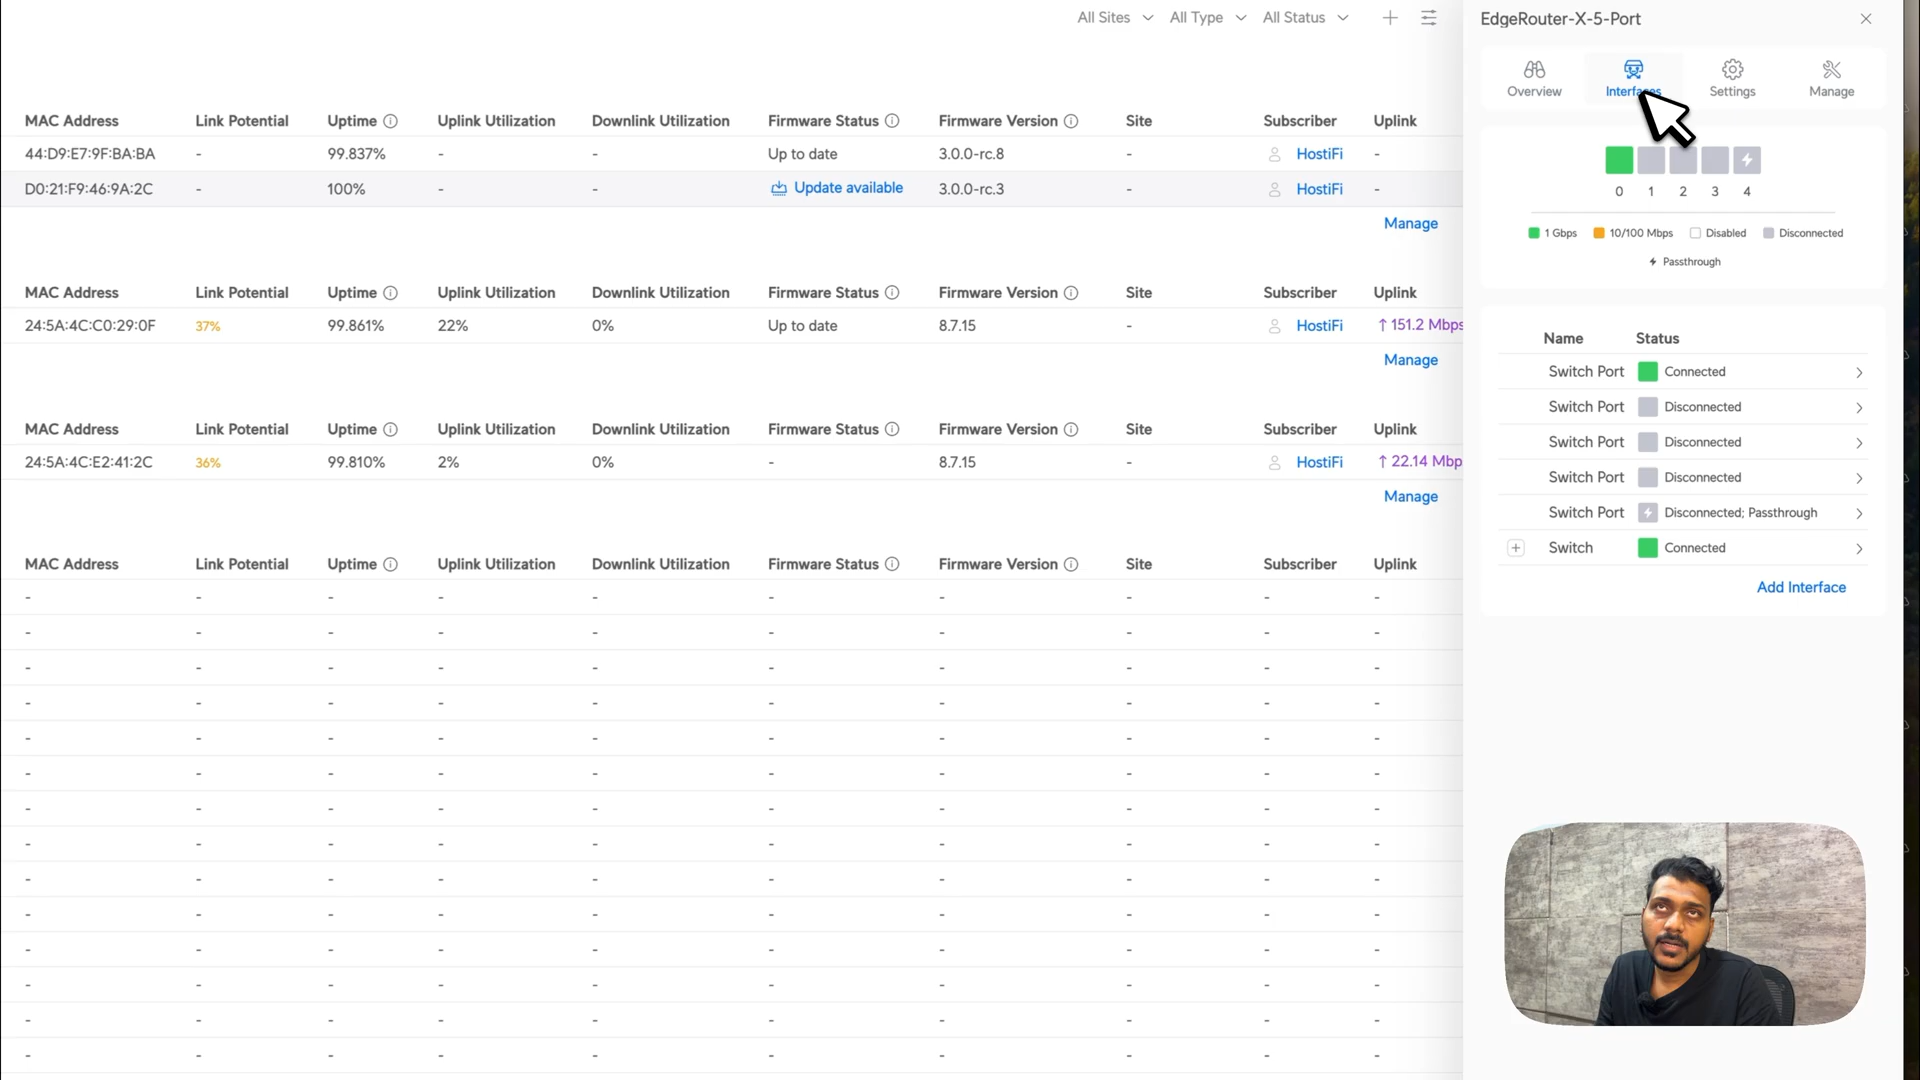 All Sites All Type All Status
MAC Address Link Potential Uptime Uplink Utilization Downlink Utilization Firmware Status Firmware Version Site Subscriber Uplink
44:D9:E7:9F:BA:BA - 99.837% - - Up to date 3.0.0-rc.8 - HostiFi -
D0:21:F9:46:9A:2C - 100% - - Update available 3.0.0-rc.3 - HostiFi -
Manage
MAC Address Link Potential Uptime Uplink Utilization Downlink Utilization Firmware Status Firmware Version Site Subscriber Uplink
24:5A:4C:C0:29:0F 37% 99.861% 22% 0% Up to date 8.7.15 - HostiFi ↑ 151.2 Mbps
Manage
MAC Address Link Potential Uptime Uplink Utilization Downlink Utilization Firmware Status Firmware Version Site Subscriber Uplink
24:5A:4C:E2:41:2C 36% 99.810% 2% 0% - 8.7.15 - HostiFi ↑ 22.14 Mbp
Manage
MAC Address Link Potential Uptime Uplink Utilization Downlink Utilization Firmware Status Firmware Version Site Subscriber Uplink
- - - - - - - - - -
- - - - - - - - - -
- - - - - - - - - -
- - - - - - - - - -
- - - - - - - - - -
- - - - - - - - - -
- - - - - - - - - -
- - - - - - - - - -
- - - - - - - - - -
- - - - - - - - - -
- - - - - - - - - -
- - - - - - - - - -
- - - - - - - - - -
- - - - - - - - - -
EdgeRouter-X-5-Port
Overview Interfaces Settings Manage
0 1 2 3 4
1 Gbps 10/100 Mbps Disabled Disconnected
Passthrough
Name Status
Switch Port Connected
Switch Port Disconnected
Switch Port Disconnected
Switch Port Disconnected
Switch Port Disconnected; Passthrough
Switch Connected
Add Interface